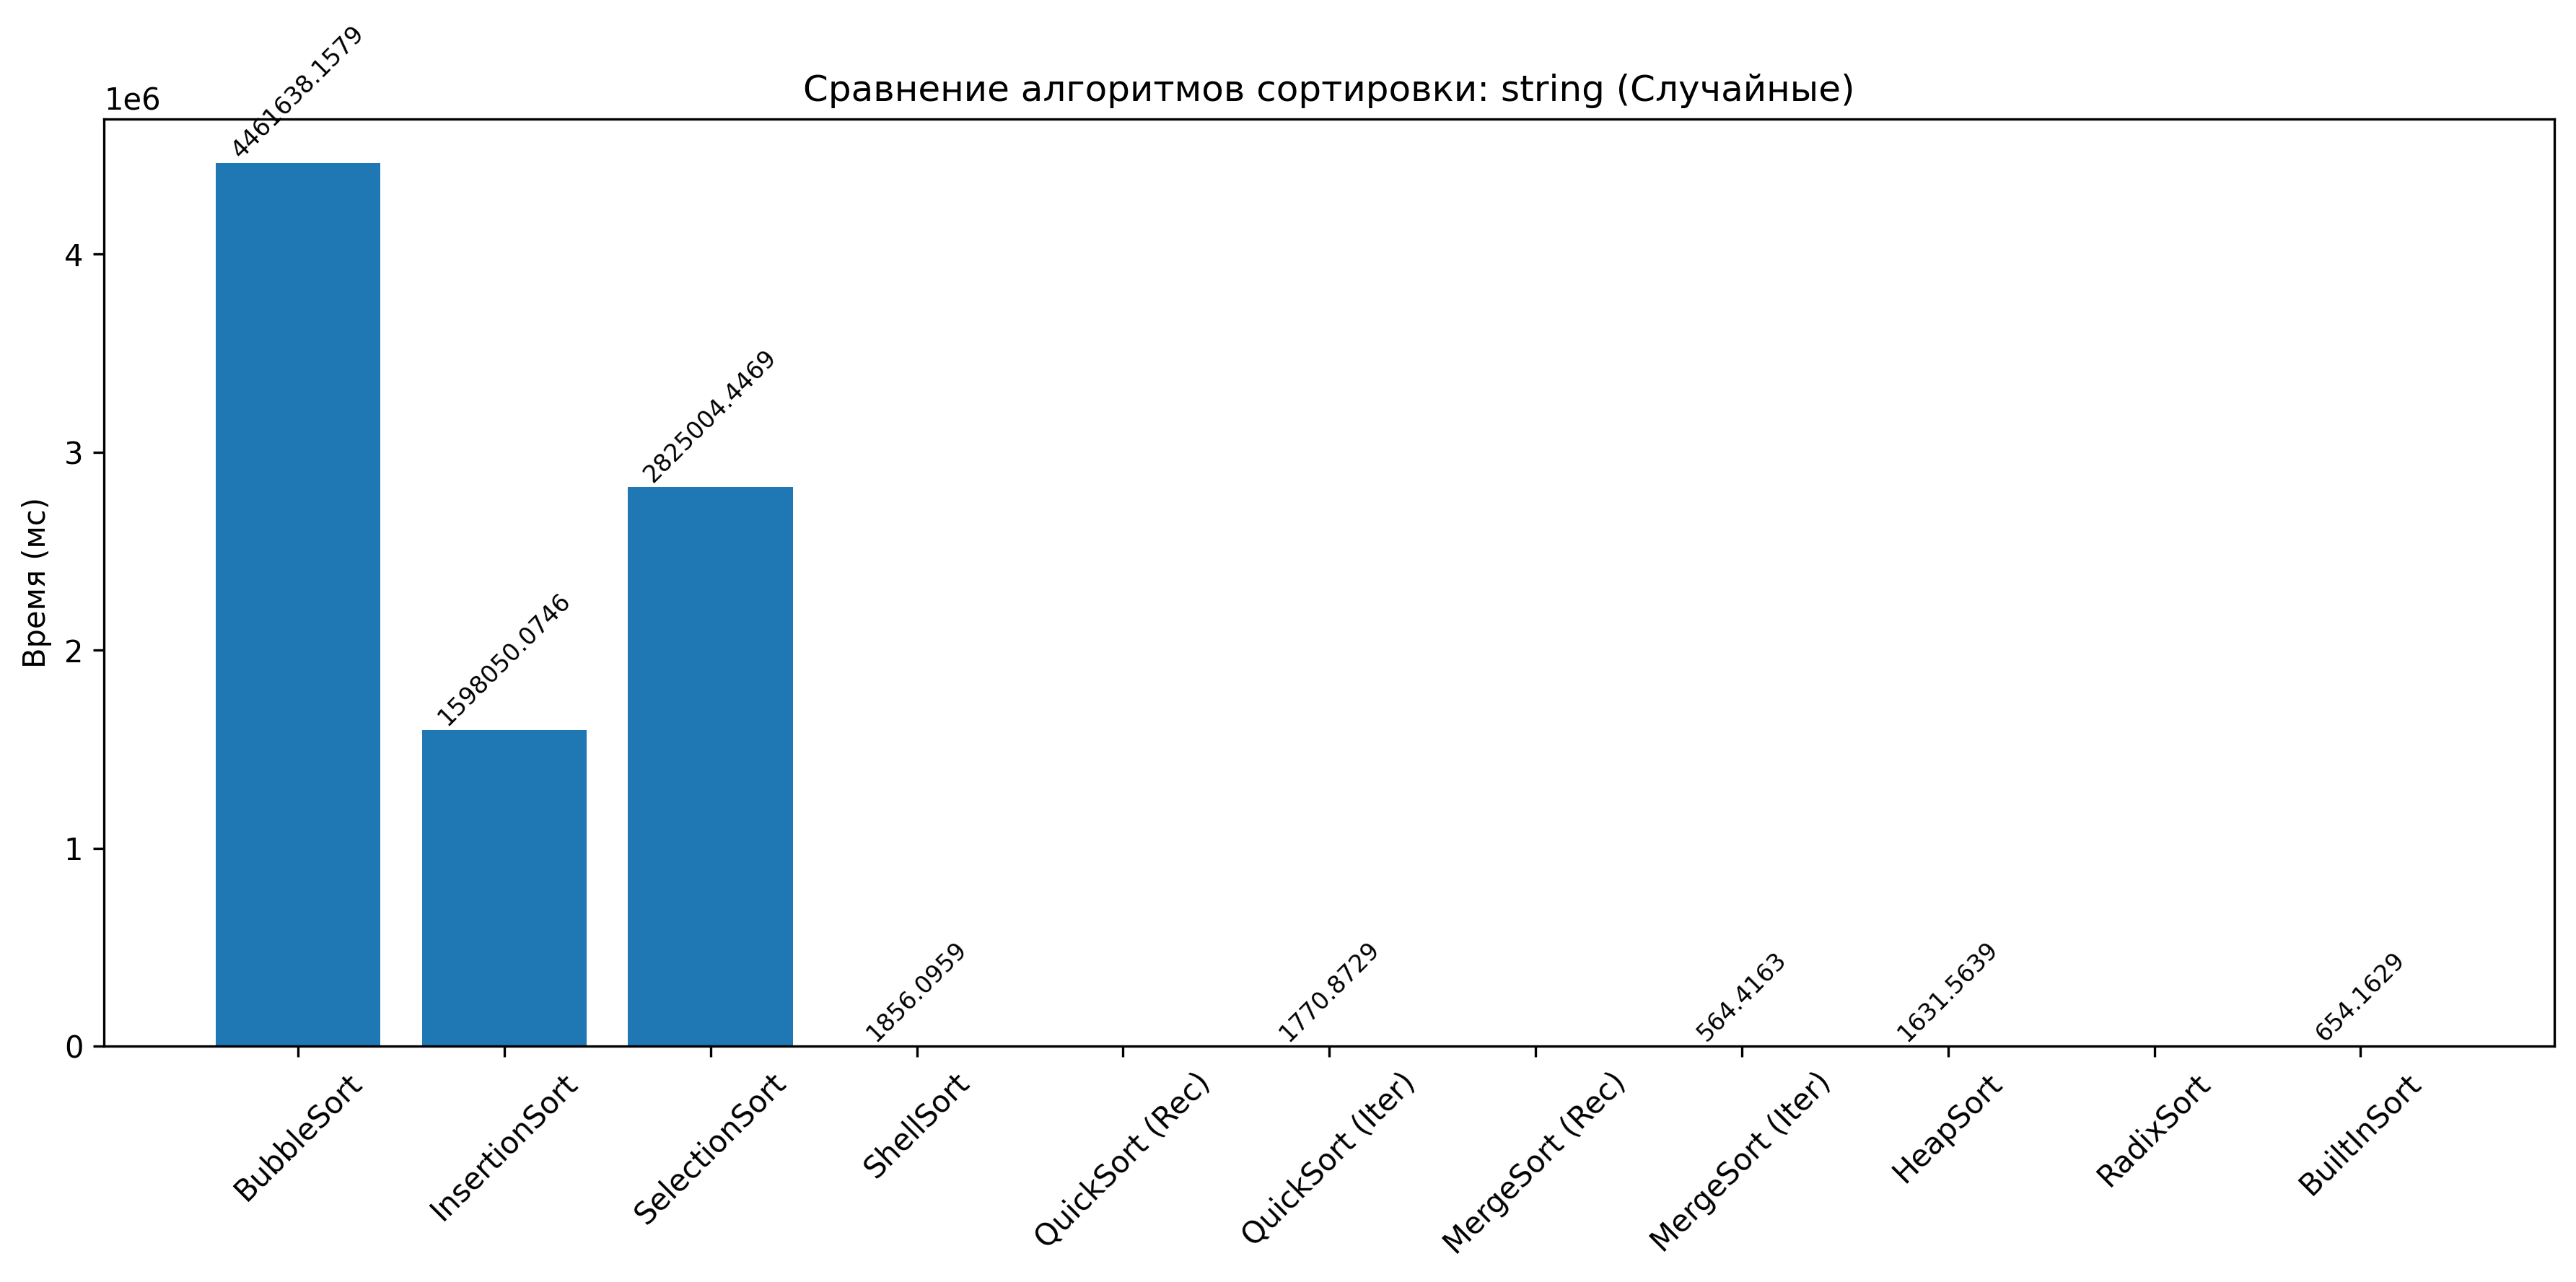 Сравнение алгоритмов сортировки: string (Случайные)
1e6
Время (мс)
4
3
2
1
0
4461638.1579
1598050.0746
2825004.4469
1856.0959
1770.8729
564.4163
1631.5639
654.1629
BubbleSort
InsertionSort
SelectionSort
ShellSort
QuickSort (Rec)
QuickSort (Iter)
MergeSort (Rec)
MergeSort (Iter)
HeapSort
RadixSort
BuiltInSort